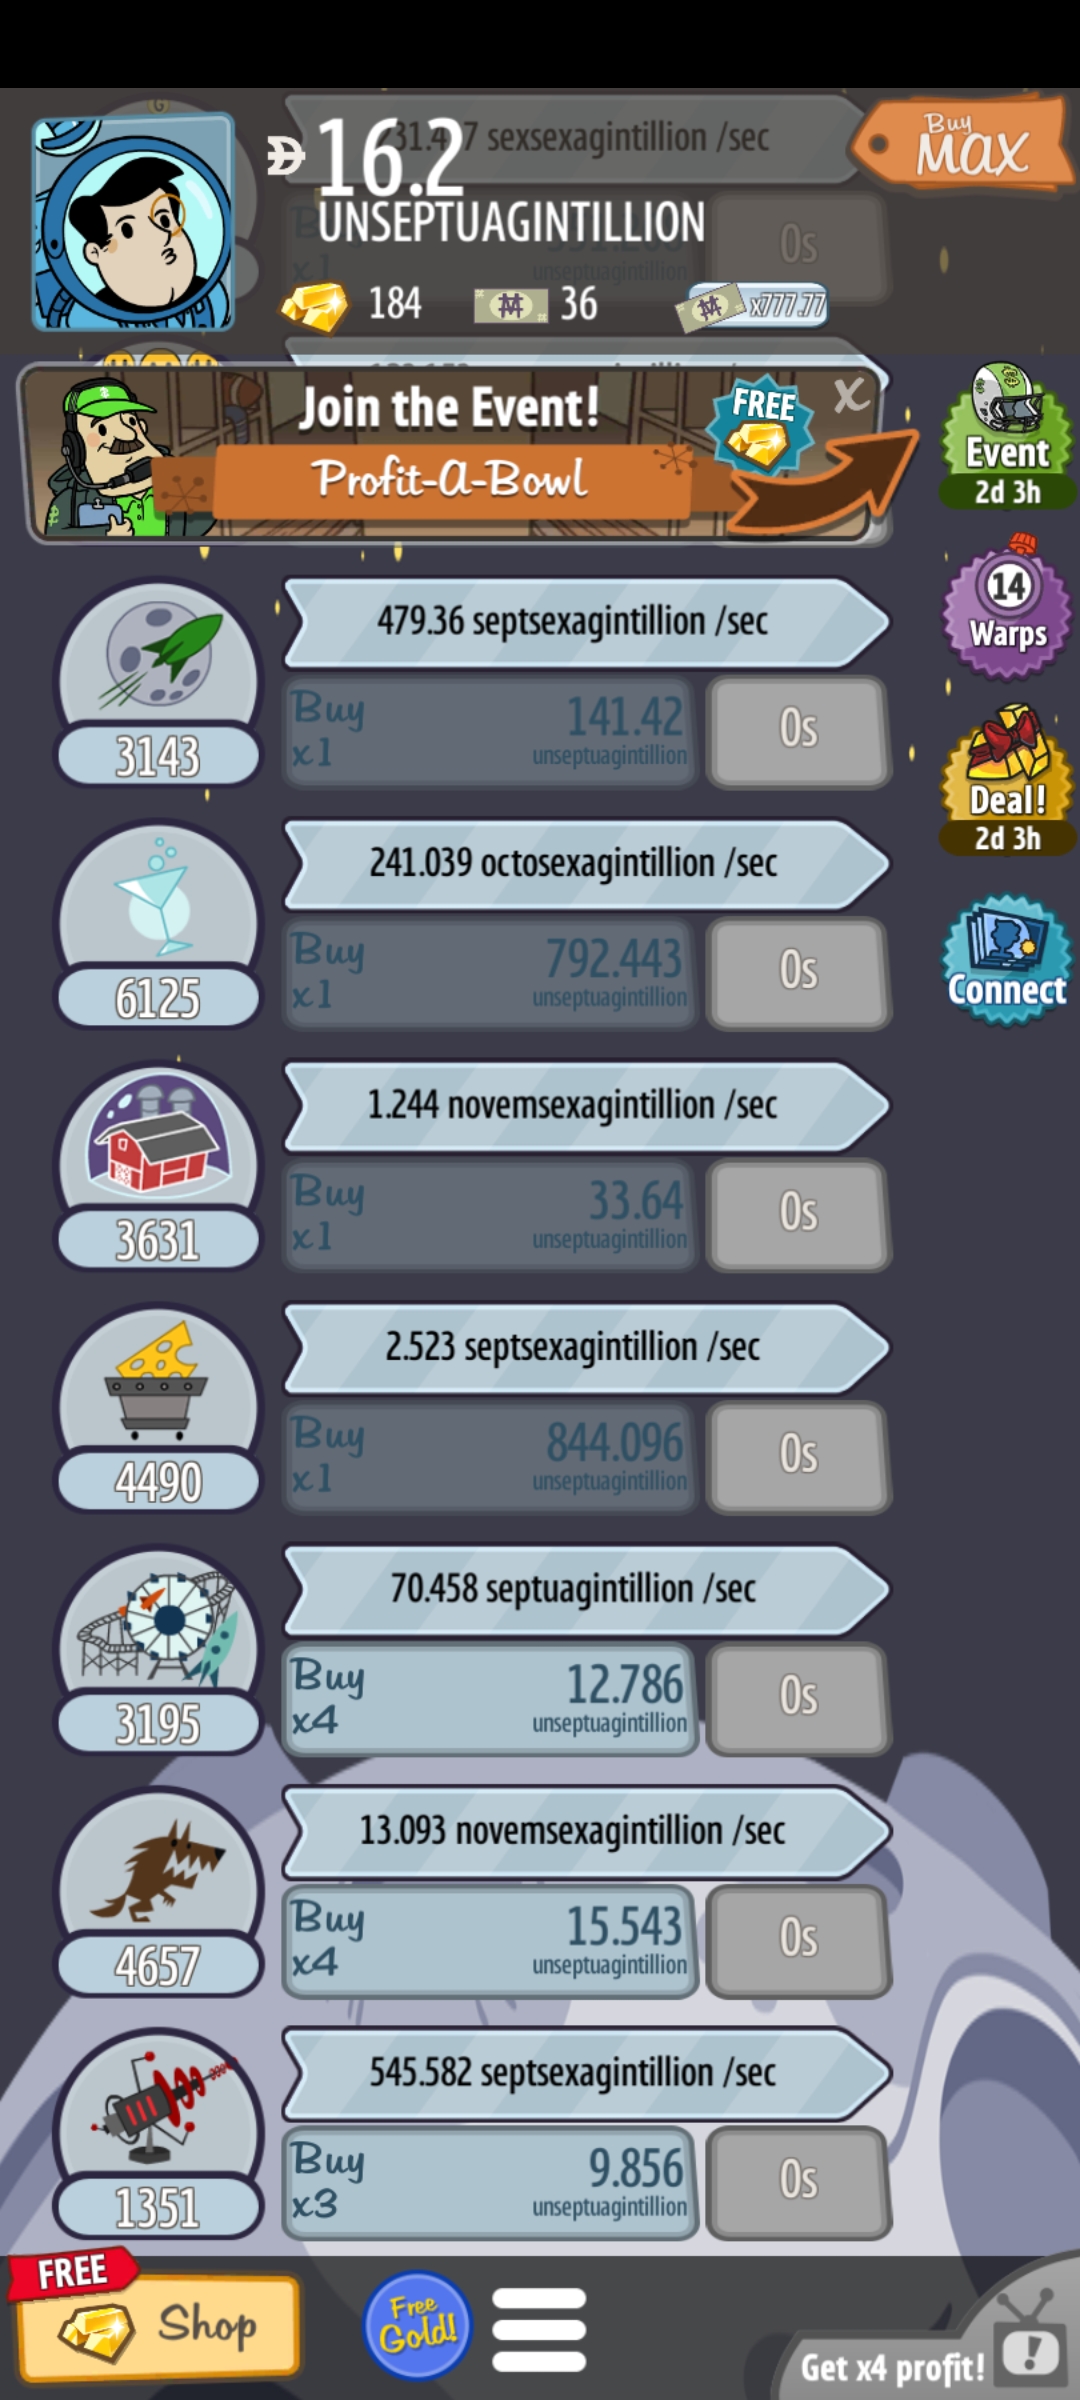 sexsexagintillion /sec
Buy
MAX
16.2
UNSEPTUAGINTILLION
0s
x1
unseptuagintillion
184
36
x777.77
Join the Event!
Profit-A-Bowl
FREE
X
Event
2d 3h
14
Warps
Deal!
2d 3h
Connect
479.36 septsexagintillion /sec
Buy
x1
141.42
unseptuagintillion
0s
3143
241.039 octosexagintillion /sec
Buy
x1
792.443
unseptuagintillion
0s
6125
1.244 novemsexagintillion /sec
Buy
x1
33.64
unseptuagintillion
0s
3631
2.523 septsexagintillion /sec
Buy
x1
844.096
unseptuagintillion
0s
4490
70.458 septuagintillion /sec
Buy
x4
12.786
unseptuagintillion
0s
3195
13.093 novemsexagintillion /sec
Buy
x4
15.543
unseptuagintillion
0s
4657
545.582 septsexagintillion /sec
Buy
x3
9.856
unseptuagintillion
0s
1351
FREE
Shop
Free
Gold!
Get x4 profit!
!